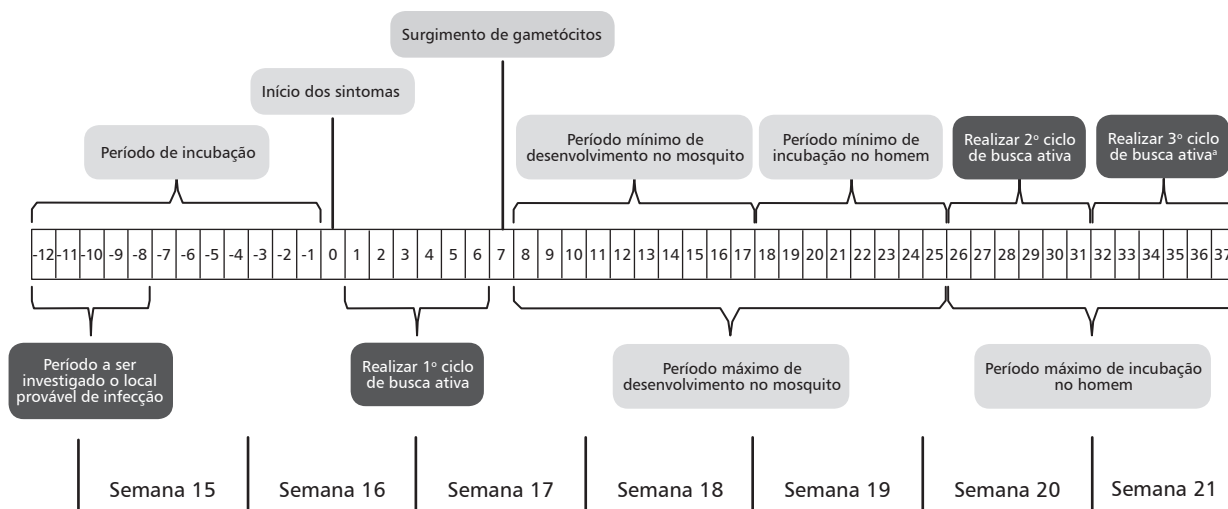 Surgimento de gametócitos
Início dos sintomas
Período de incubação
Período mínimo de
desenvolvimento no mosquito
Período mínimo de
incubação no homem
Realizar 2º ciclo
de busca ativa
Realizar 3º ciclo
de busca ativaª
-12 -11 -10 -9 -8 -7 -6 -5 -4 -3 -2 -1 0 1 2 3 4 5 6 7 8 9 10 11 12 13 14 15 16 17 18 19 20 21 22 23 24 25 26 27 28 29 30 31 32 33 34 35 36 37
Período a ser
investigado o local
provável de infecção
Realizar 1º ciclo
de busca ativa
Período máximo de
desenvolvimento no mosquito
Período máximo de incubação
no homem
Semana 15 Semana 16 Semana 17 Semana 18 Semana 19 Semana 20 Semana 21